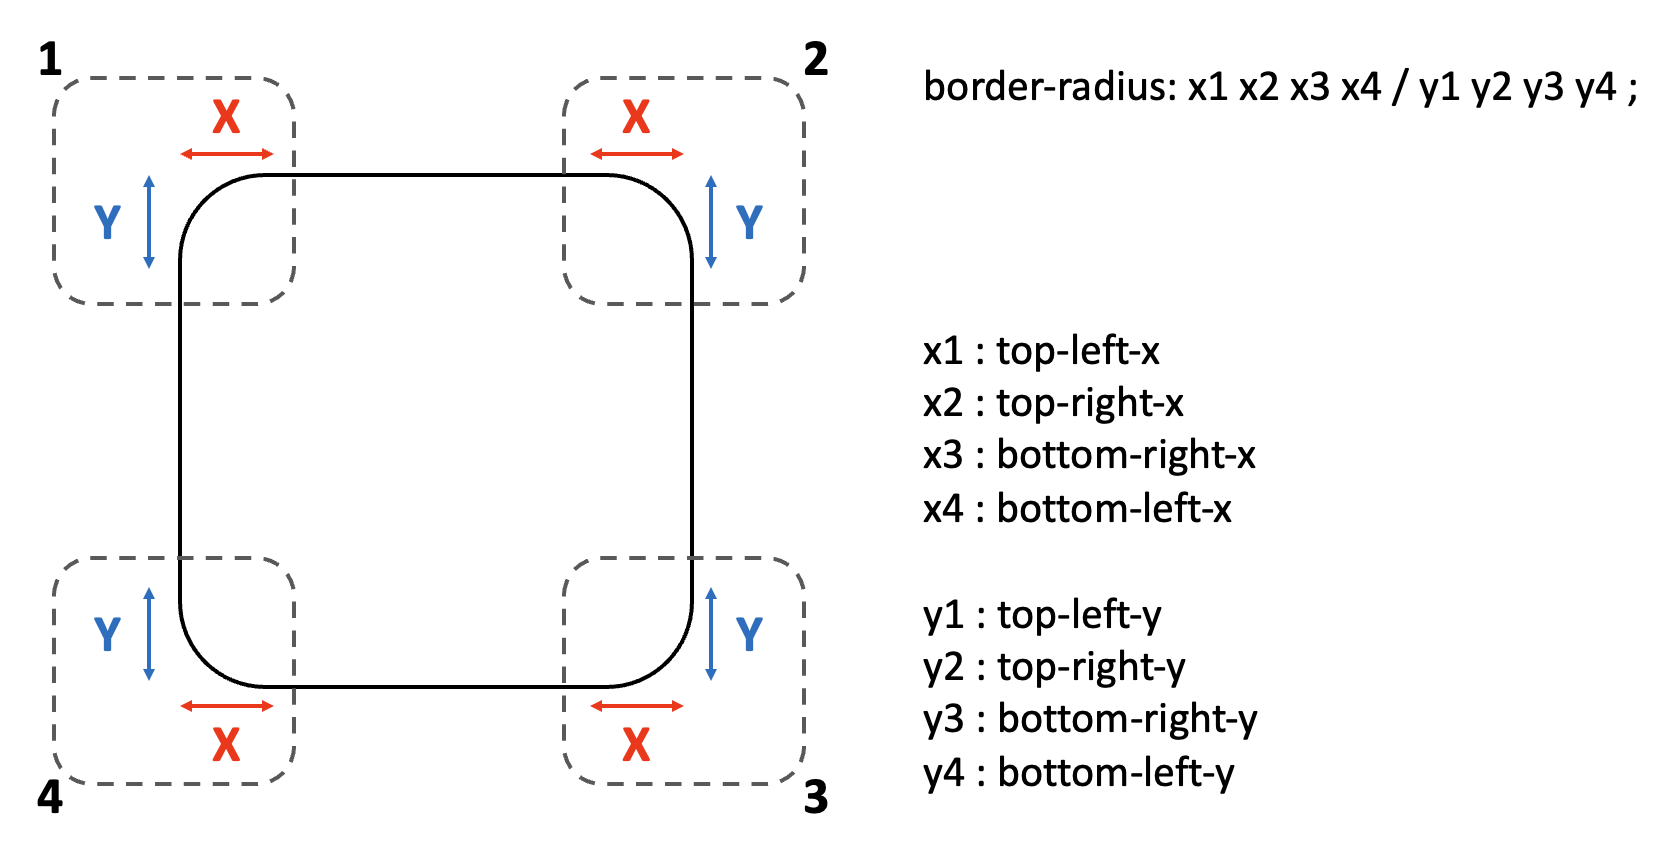 1
2
X
X
Y
Y
Y
Y
X
X
4
3
border-radius: x1 x2 x3 x4 / y1 y2 y3 y4 ;
x1 : top-left-x
x2 : top-right-x
x3 : bottom-right-x
x4 : bottom-left-x
y1 : top-left-y
y2 : top-right-y
y3 : bottom-right-y
y4 : bottom-left-y